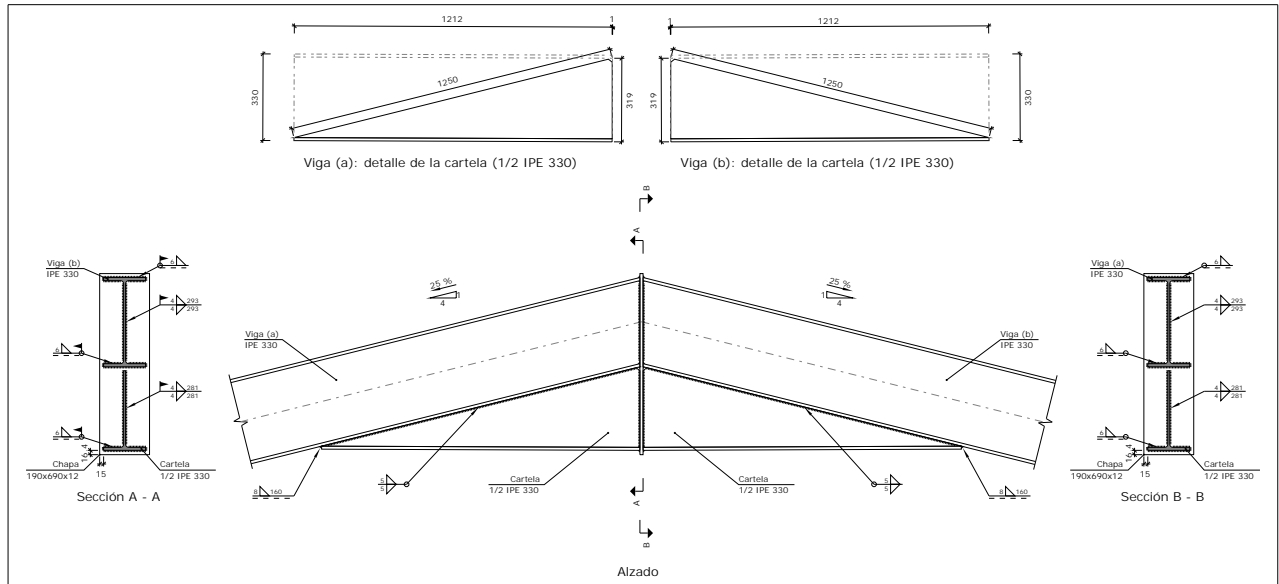 1212
1
1
1212
330
1250
319
319
1250
330
Viga (a): detalle de la cartela (1/2 IPE 330)
Viga (b): detalle de la cartela (1/2 IPE 330)
B
A
Viga (b)
IPE 330
6
4
4
293
293
6
4
4
281
281
6
16.4
Chapa
190x690x12
15
Cartela
1/2 IPE 330
Sección A - A
25 %
1
4
Viga (a)
IPE 330
25 %
1
4
Viga (b)
IPE 330
8
160
5
5
Cartela
1/2 IPE 330
Cartela
1/2 IPE 330
5
5
8
160
A
B
Alzado
Viga (a)
IPE 330
6
4
4
293
293
6
4
4
281
281
6
16.4
Chapa
190x690x12
15
Cartela
1/2 IPE 330
Sección B - B